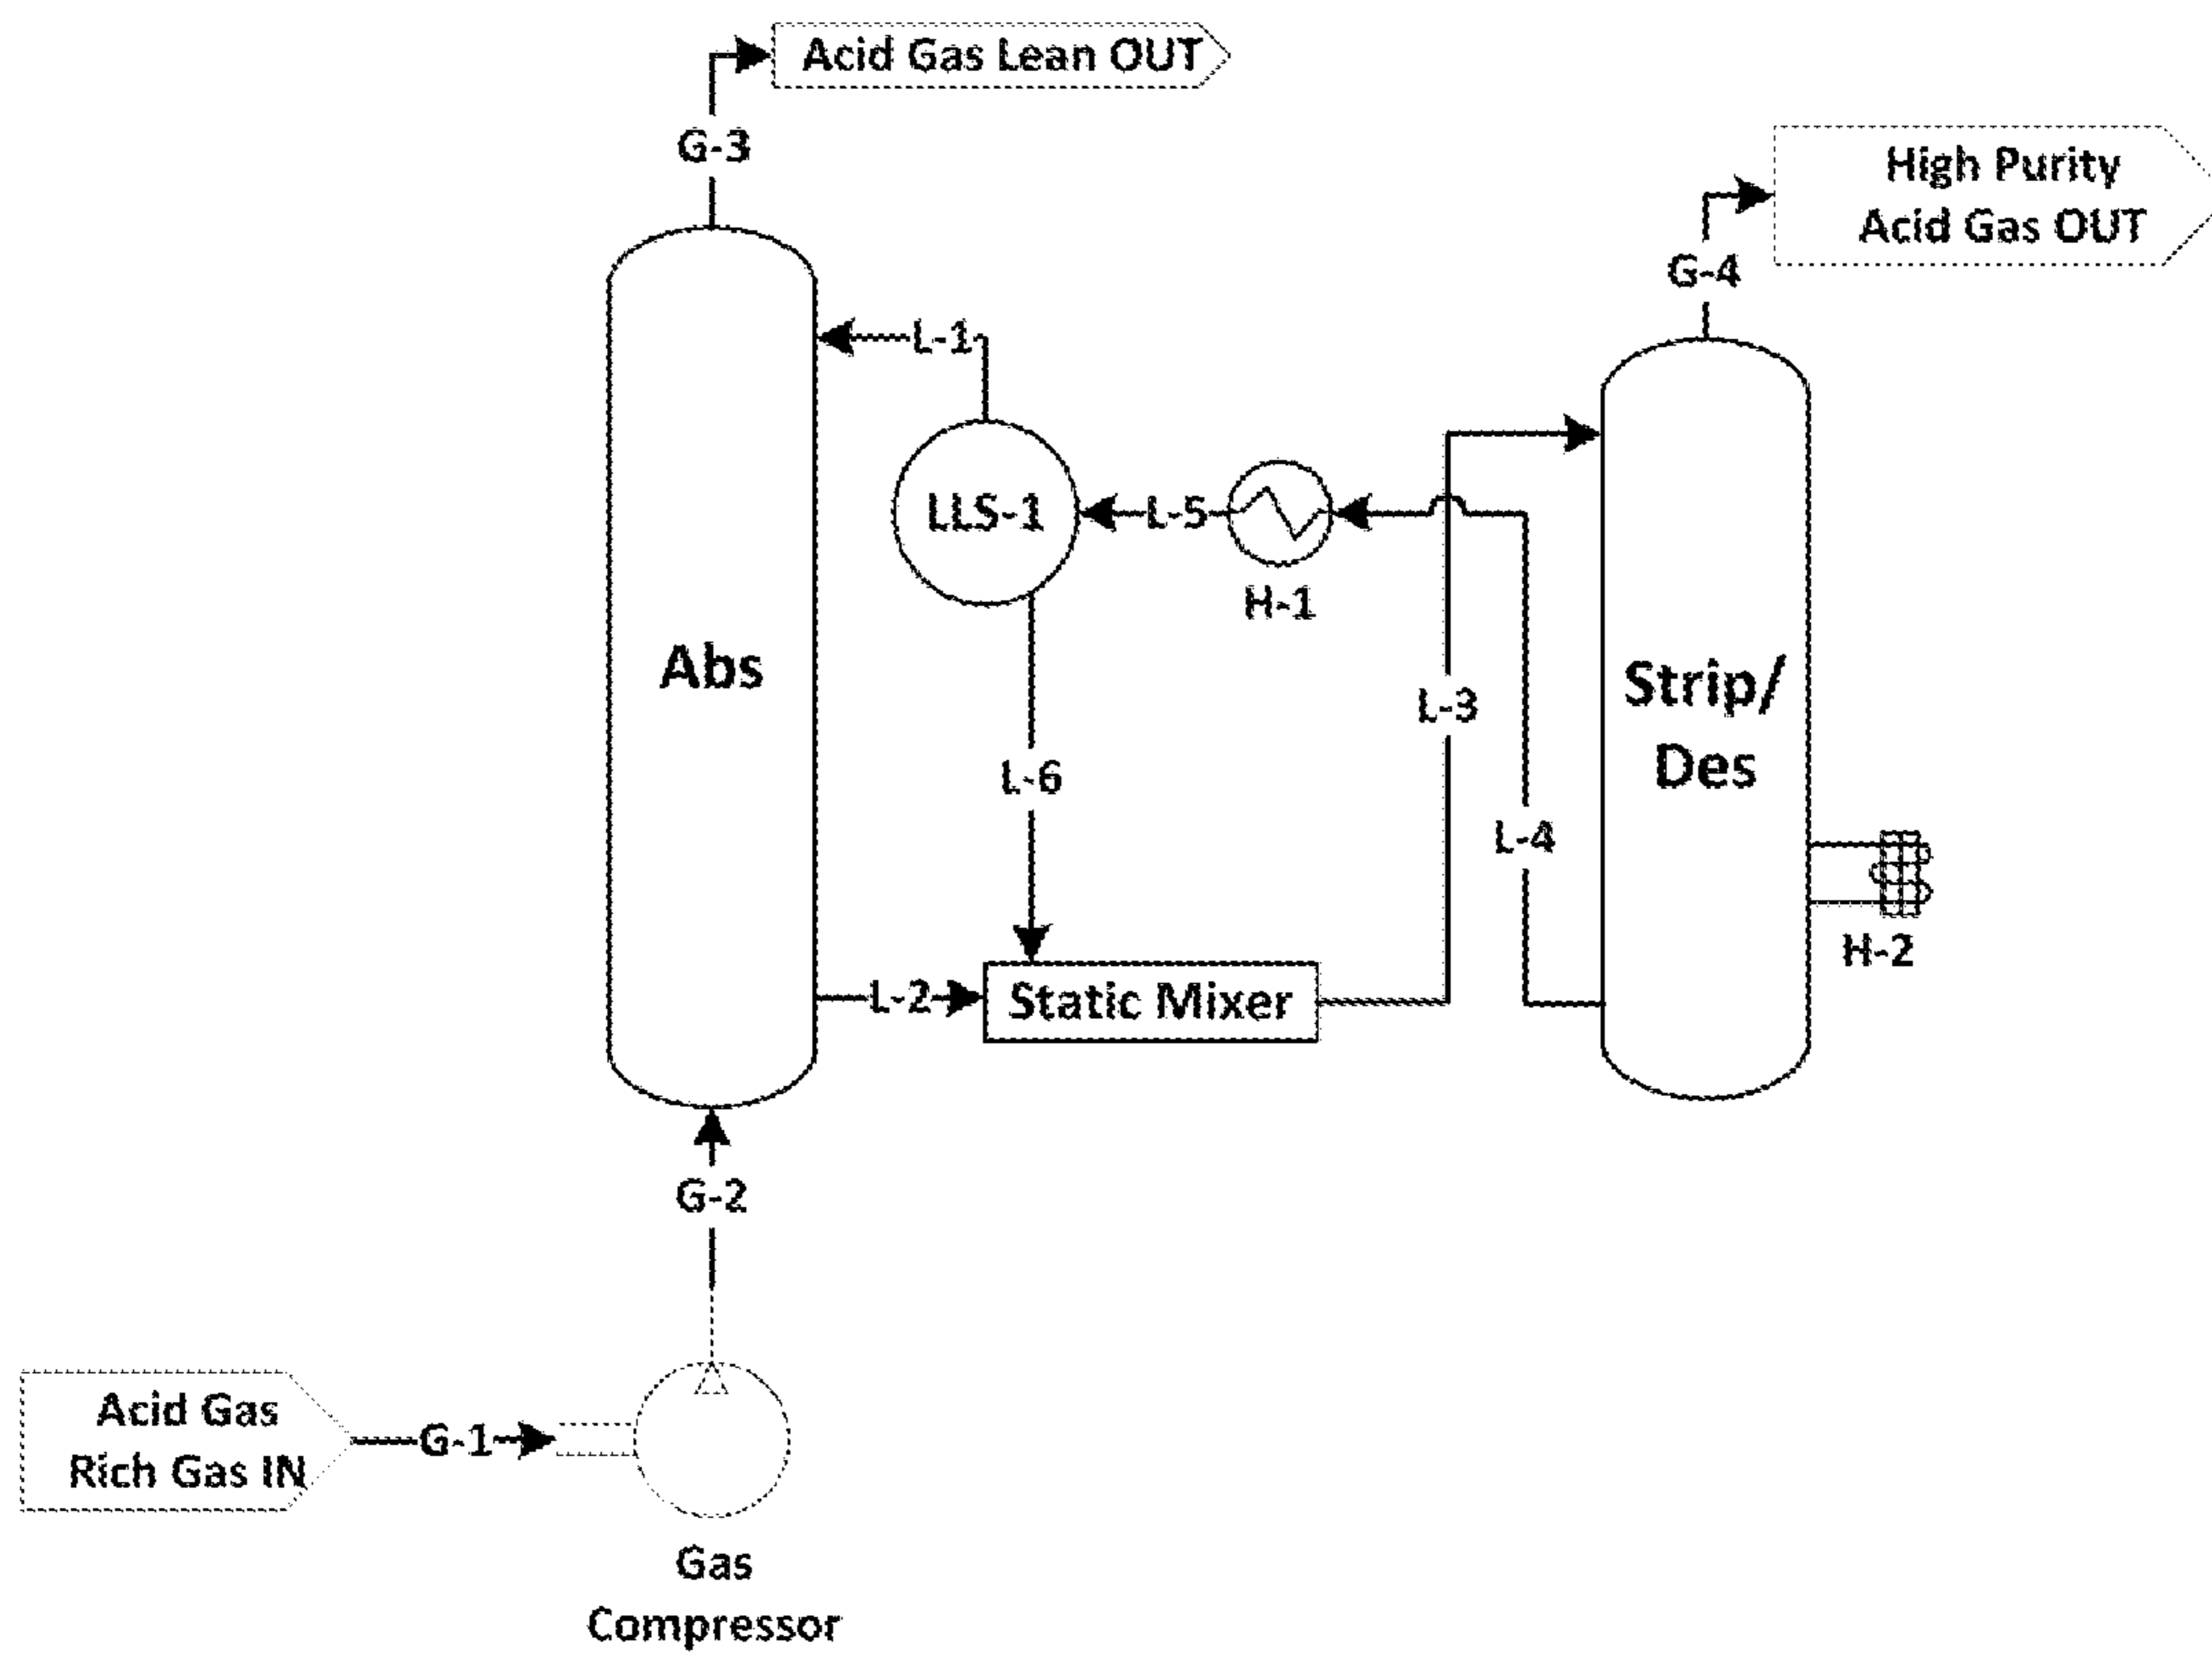 Acid Gas Lean OUT
G-3
High Purity
Acid Gas OUT
G-4
L-1
LLS-1
L-5
H-1
Abs
Strip/
Des
L-3
L-6
L-4
H-2
L-2
Static Mixer
G-2
Acid Gas
Rich Gas IN
G-1
Gas
Compressor